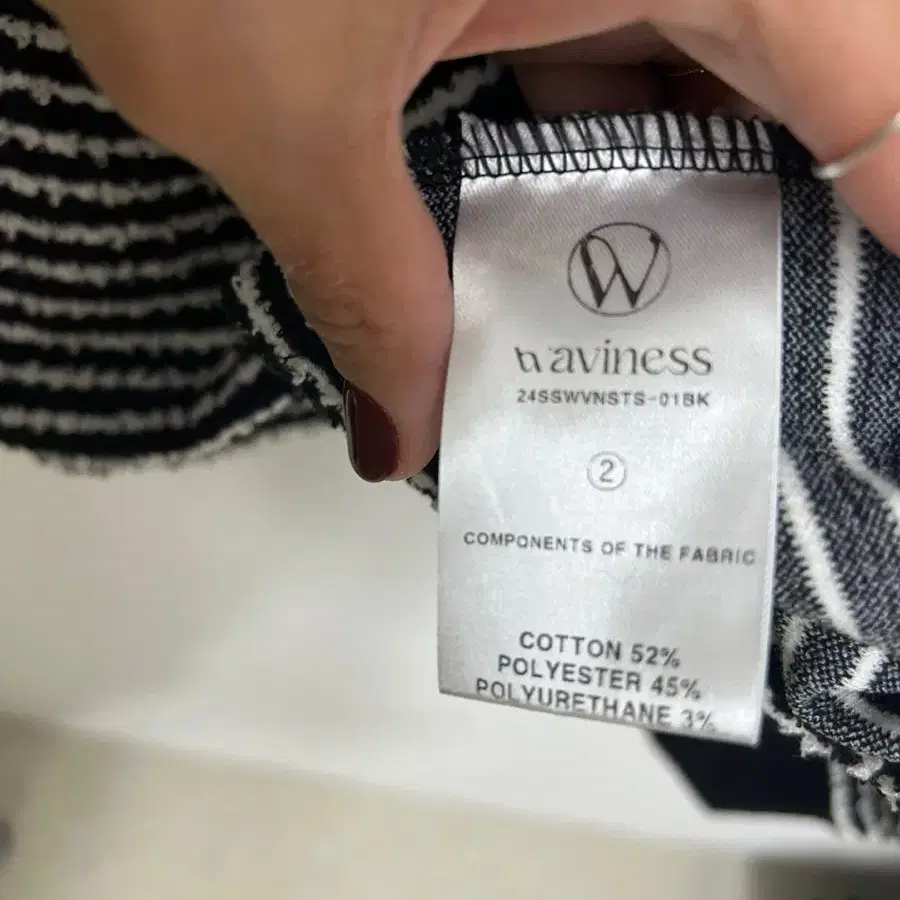 W
waviness
24SSWVNSTS-01BK
2
COMPONENTS OF THE FABRIC
COTTON 52%
POLYESTER 45%
POLYURETHANE 3%